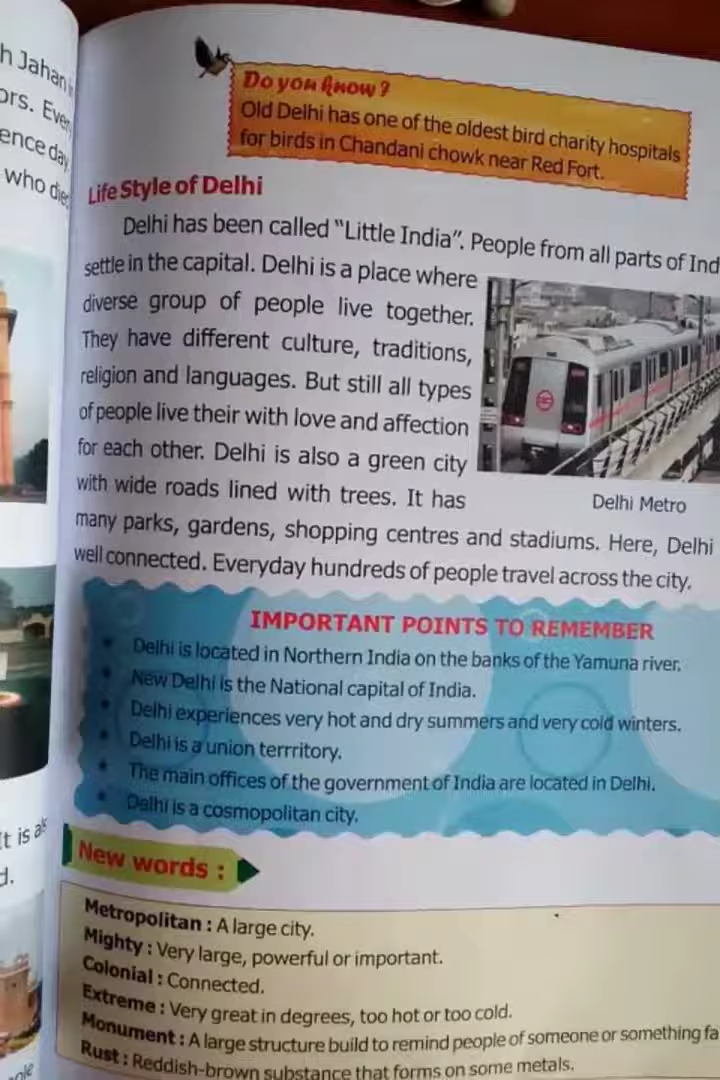 h Jahan
ors. Ever
ence day
who die
t is als
d.
ple
Do you know ?
Old Delhi has one of the oldest bird charity hospitals
for birds in Chandani chowk near Red Fort.
Life Style of Delhi
Delhi has been called "Little India". People from all parts of Ind
settle in the capital. Delhi is a place where
diverse group of people live together.
They have different culture, traditions,
religion and languages. But still all types
of people live their with love and affection
for each other. Delhi is also a green city
with wide roads lined with trees. It has
many parks, gardens, shopping centres and stadiums. Here, Delhi
well connected. Everyday hundreds of people travel across the city.
Delhi Metro
IMPORTANT POINTS TO REMEMBER
Delhi is located in Northern India on the banks of the Yamuna river.
New Delhi is the National capital of India.
Delhi experiences very hot and dry summers and very cold winters.
Delhi is a union terrritory.
The main offices of the government of India are located in Delhi.
Delhi is a cosmopolitan city.
New words :
Metropolitan : A large city.
Mighty : Very large, powerful or important.
Colonial : Connected.
Extreme : Very great in degrees, too hot or too cold.
Monument : A large structure build to remind people of someone or something fa
Rust : Reddish-brown substance that forms on some metals.